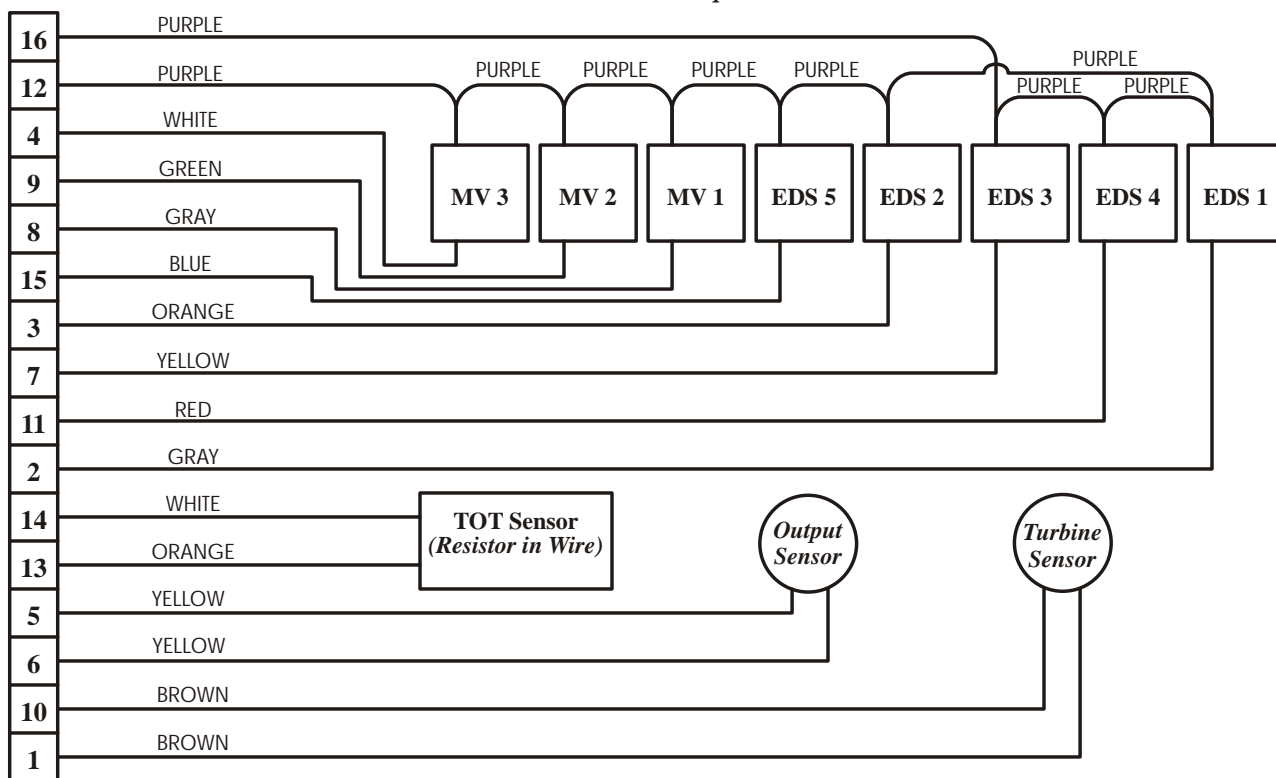 16
PURPLE
12
PURPLE
PURPLE
PURPLE
PURPLE
PURPLE
PURPLE
PURPLE
PURPLE
4
WHITE
9
GREEN
8
GRAY
15
BLUE
3
ORANGE
7
YELLOW
11
RED
2
GRAY
14
WHITE
13
ORANGE
5
YELLOW
6
YELLOW
10
BROWN
1
BROWN
MV 3
MV 2
MV 1
EDS 5
EDS 2
EDS 3
EDS 4
EDS 1
TOT Sensor
(Resistor in Wire)
Output
Sensor
Turbine
Sensor